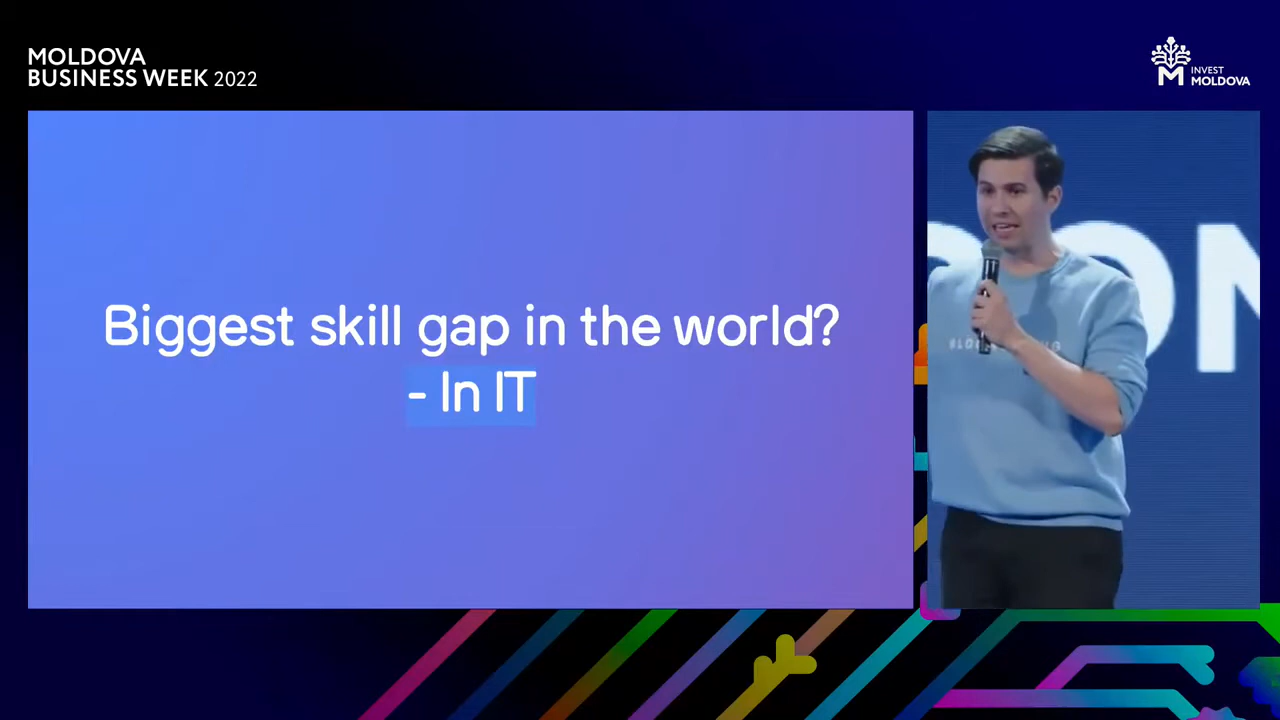 MOLDOVA
BUSINESS WEEK 2022
INVEST
MOLDOVA
Biggest skill gap in the world?
- In IT